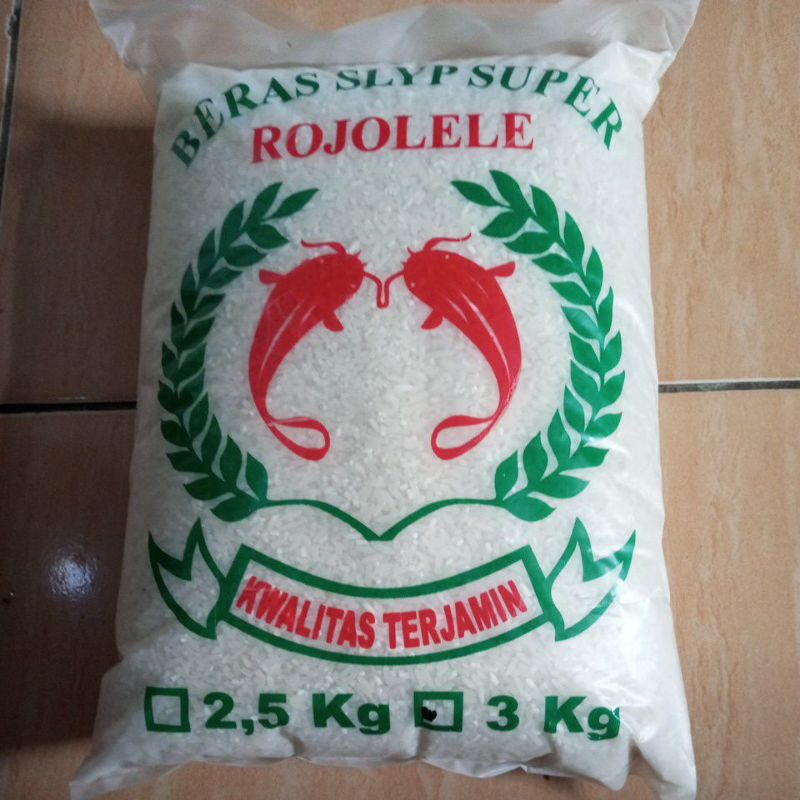 BERAS SLYP SUPER
ROJOLELE
KWALITAS TERJAMIN
2,5 Kg 3 Kg